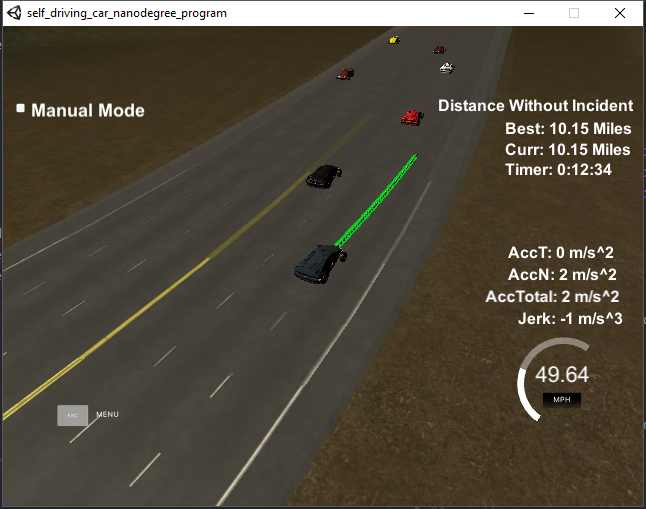 self_driving_car_nanodegree_program
Manual Mode
Distance Without Incident
Best: 10.15 Miles
Curr: 10.15 Miles
Timer: 0:12:34
AccT: 0 m/s^2
AccN: 2 m/s^2
AccTotal: 2 m/s^2
Jerk: -1 m/s^3
49.64
MPH
ESC
MENU